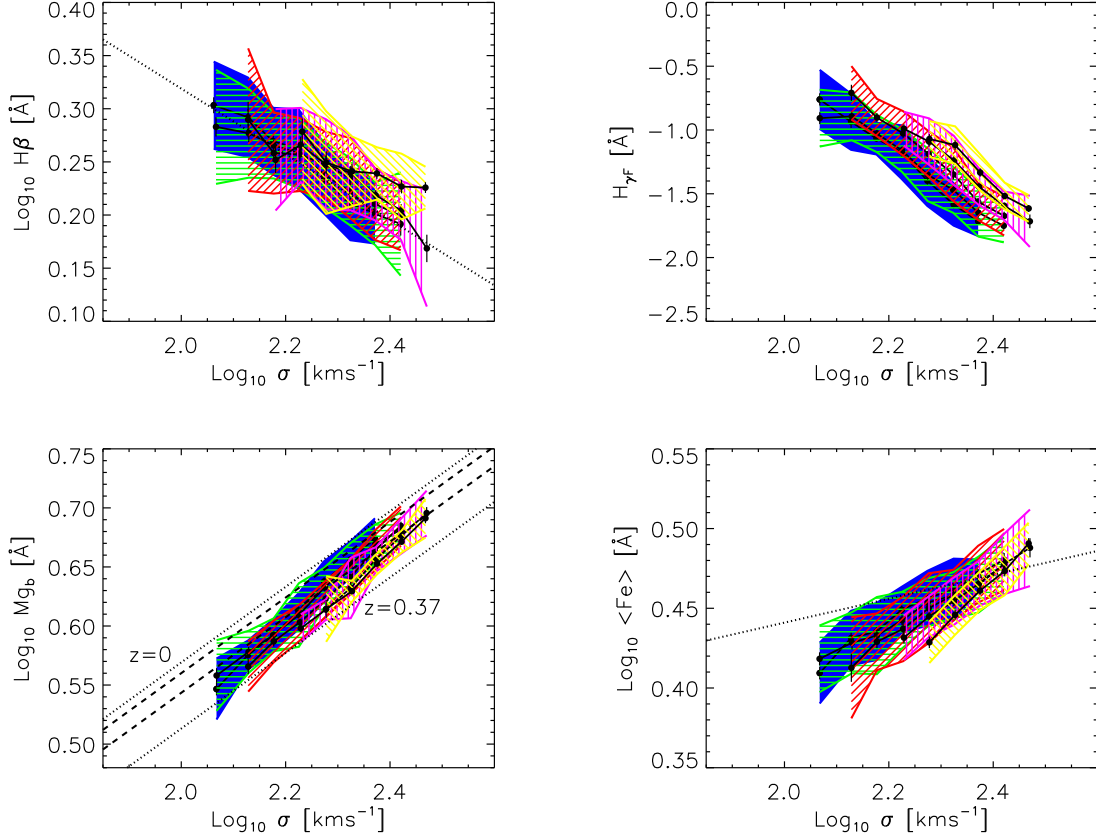 0.40
0.35
0.30
0.25
0.20
0.15
0.10
Log₁₀ Hβ [Å]
2.0 2.2 2.4
Log₁₀ σ [kms⁻¹]
−0.0
−0.5
−1.0
−1.5
−2.0
−2.5
H_γF [Å]
2.0 2.2 2.4
Log₁₀ σ [kms⁻¹]
0.75
0.70
0.65
0.60
0.55
0.50
Log₁₀ Mg_b [Å]
z=0
z=0.37
2.0 2.2 2.4
Log₁₀ σ [kms⁻¹]
0.55
0.50
0.45
0.40
0.35
Log₁₀ <Fe> [Å]
2.0 2.2 2.4
Log₁₀ σ [kms⁻¹]